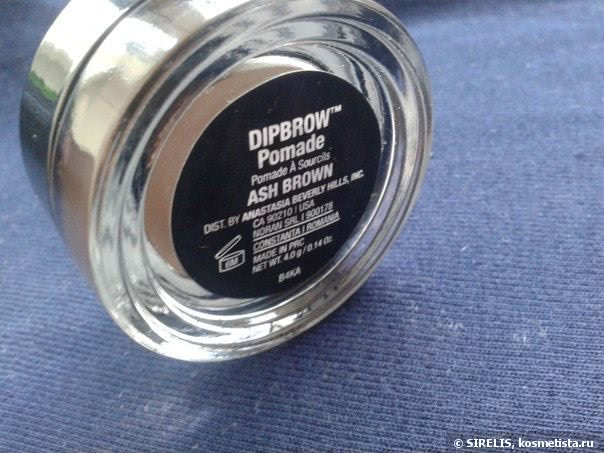 DIPBROW™
Pomade
Pomade À Sourcils
ASH BROWN
DIST. BY ANASTASIA BEVERLY HILLS, INC.
CA 90210 | USA
NORAN SRL | 900178
CONSTANTA | ROMANIA
MADE IN PRC
NET WT. 4.0 g / 0.14 Oz.
6M
B4KA
© SIRELIS, kosmetista.ru